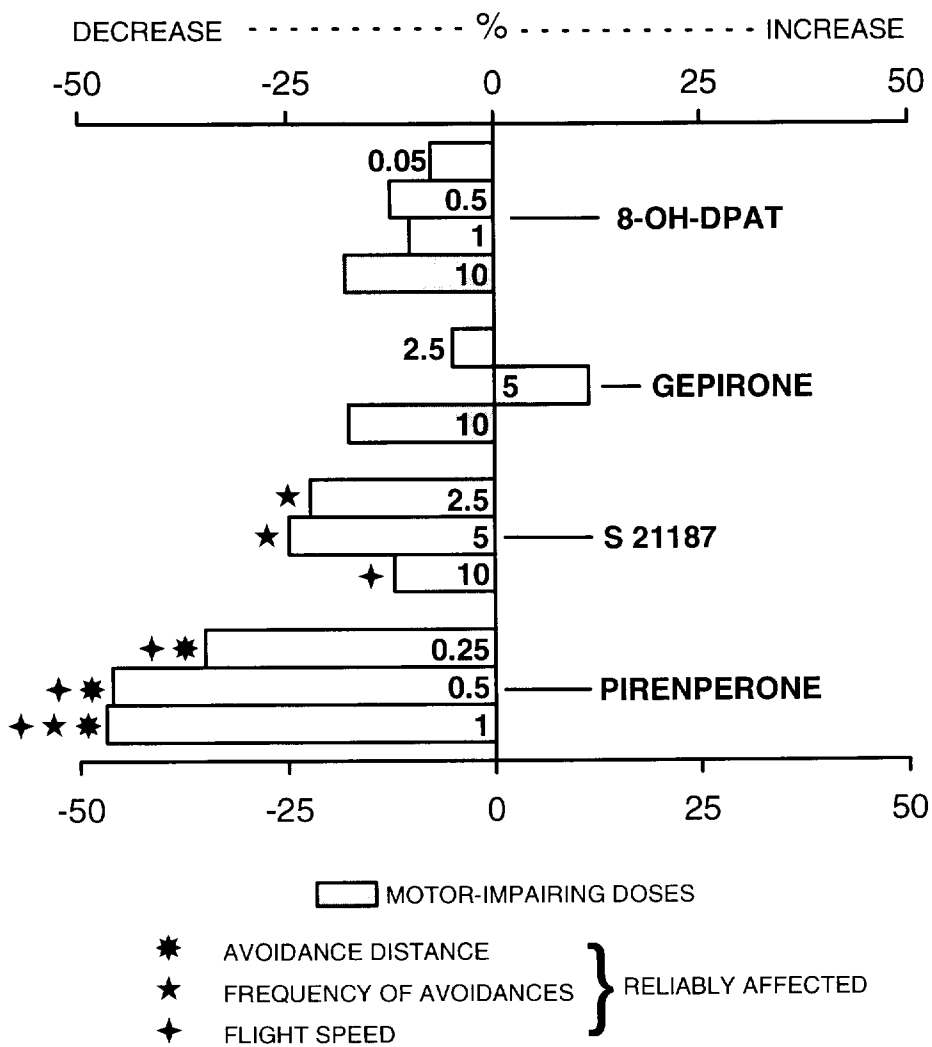 DECREASE - - - - - - - - - - - - - - % - - - - - - - - - - - - - - INCREASE
-50 -25 0 25 50
0.05
0.5
8-OH-DPAT
1
10
2.5
5
GEPIRONE
10
2.5
5
S 21187
10
0.25
0.5
PIRENPERONE
1
-50 -25 0 25 50
MOTOR-IMPAIRING DOSES
AVOIDANCE DISTANCE
FREQUENCY OF AVOIDANCES } RELIABLY AFFECTED
FLIGHT SPEED